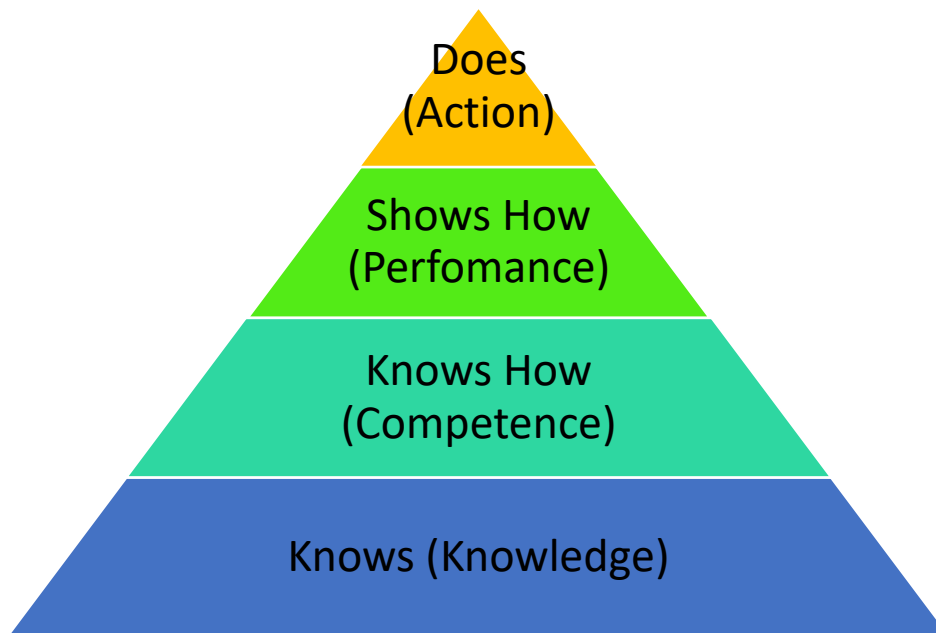 Does
(Action)
Shows How
(Perfomance)
Knows How
(Competence)
Knows (Knowledge)